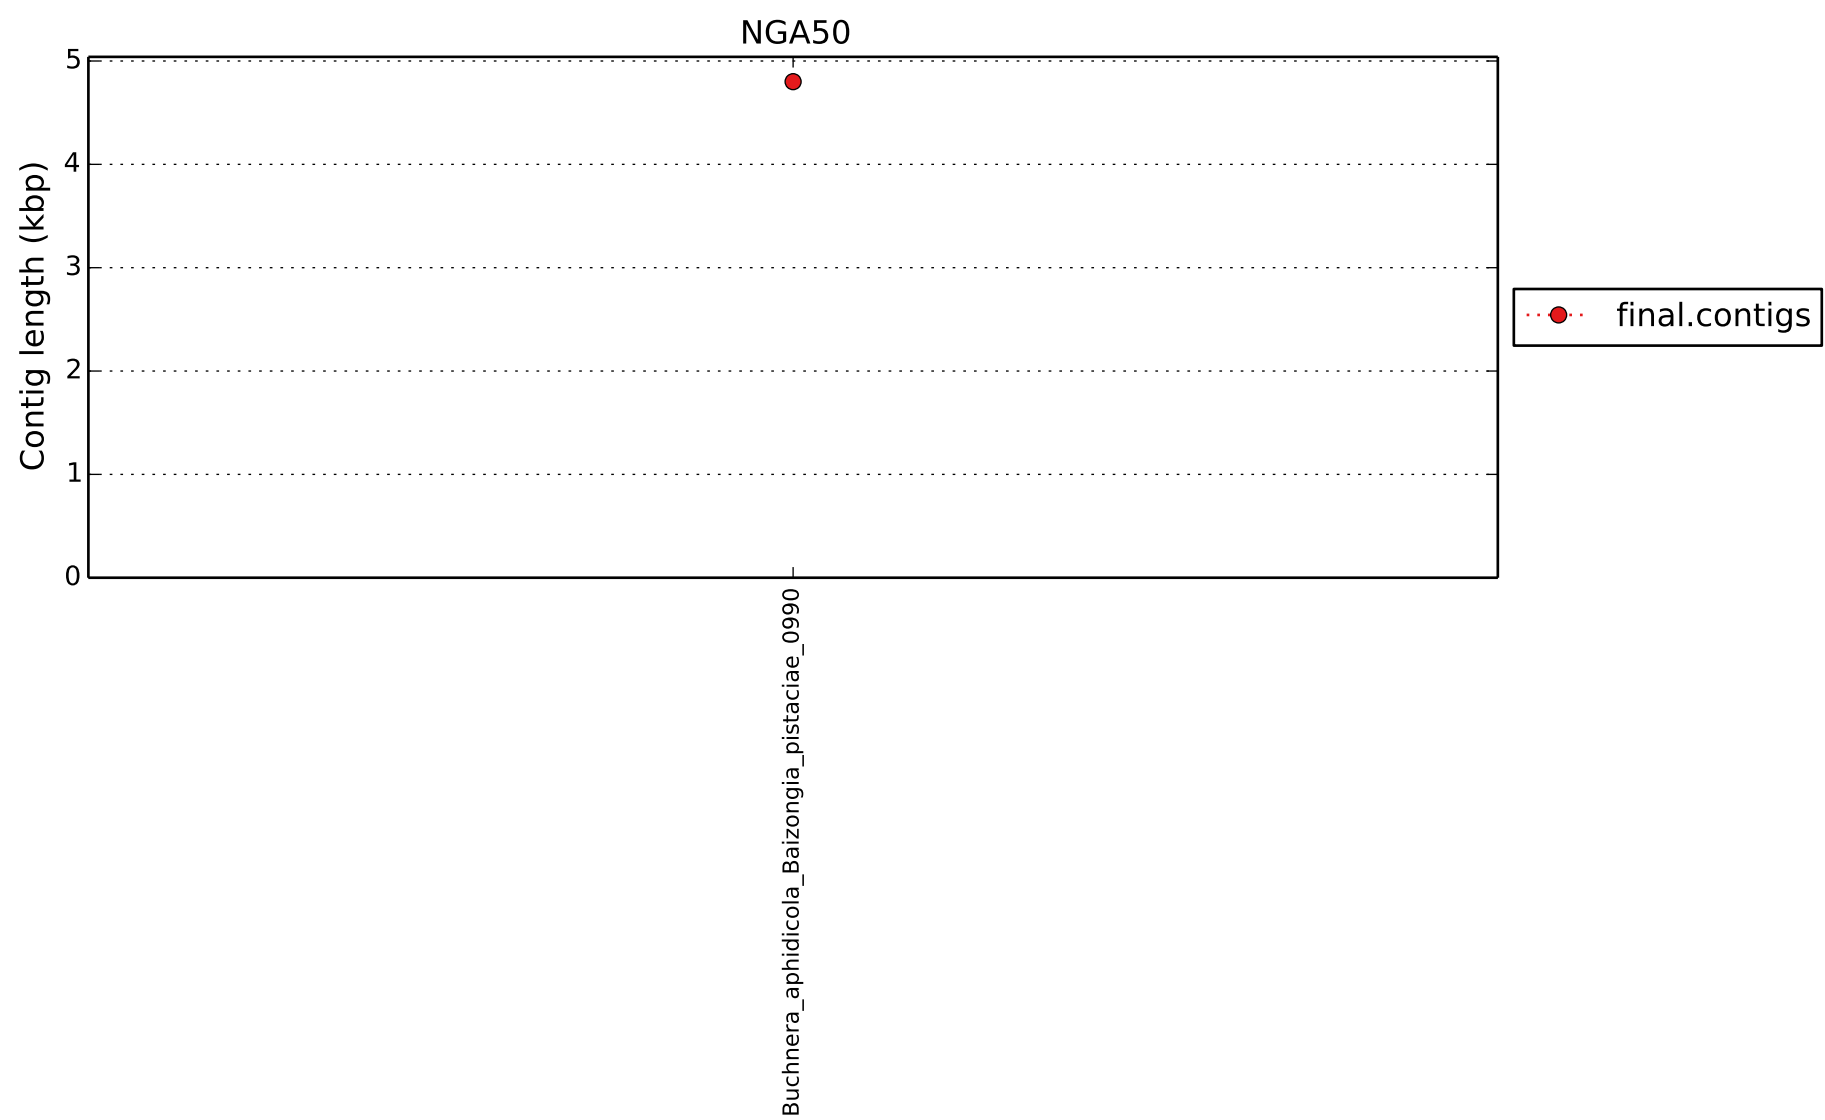 NGA50
Contig length (kbp)
5
4
3
2
1
0
Buchnera_aphidicola_Baizongia_pistaciae_0990
final.contigs